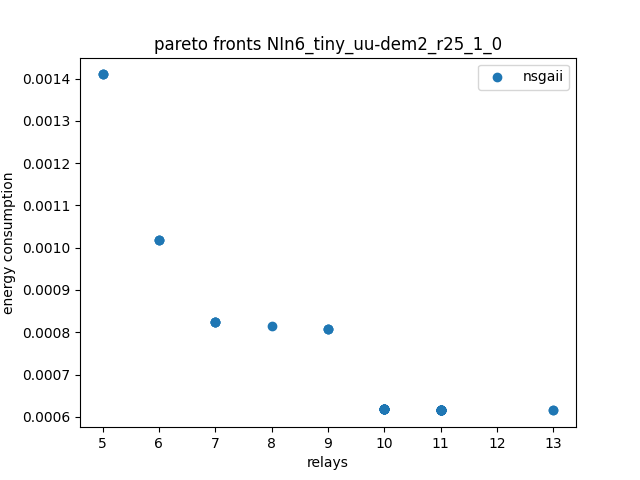 pareto fronts NIn6_tiny_uu-dem2_r25_1_0
nsgaii
energy consumption
0.0014
0.0013
0.0012
0.0011
0.0010
0.0009
0.0008
0.0007
0.0006
5 6 7 8 9 10 11 12 13
relays